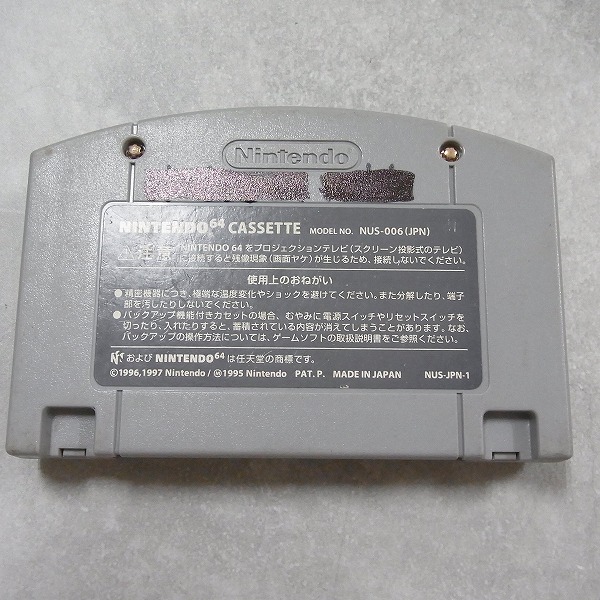 Nintendo
NINTENDO64 CASSETTE MODEL NO. NUS-006(JPN)
注意 NINTENDO 64をプロジェクションテレビ(スクリーン投影式のテレビ)
に接続すると残像現象(画面ヤケ)が生じるため、接続しないでください。
使用上のおねがい
●精密機器につき、極端な温度変化やショックを避けてください。また分解したり、端子
部を汚したりしないでください。
●バックアップ機能付きカセットの場合、むやみに電源スイッチやリセットスイッチを
切ったり、入れたりすると、蓄積されている内容が消えてしまうことがあります。なお、
バックアップの操作方法については、ゲームソフトの取扱説明書をご参照ください。
および NINTENDO64 は任天堂の商標です。
©1996,1997 Nintendo / Ⓜ1995 Nintendo PAT. P. MADE IN JAPAN NUS-JPN-1